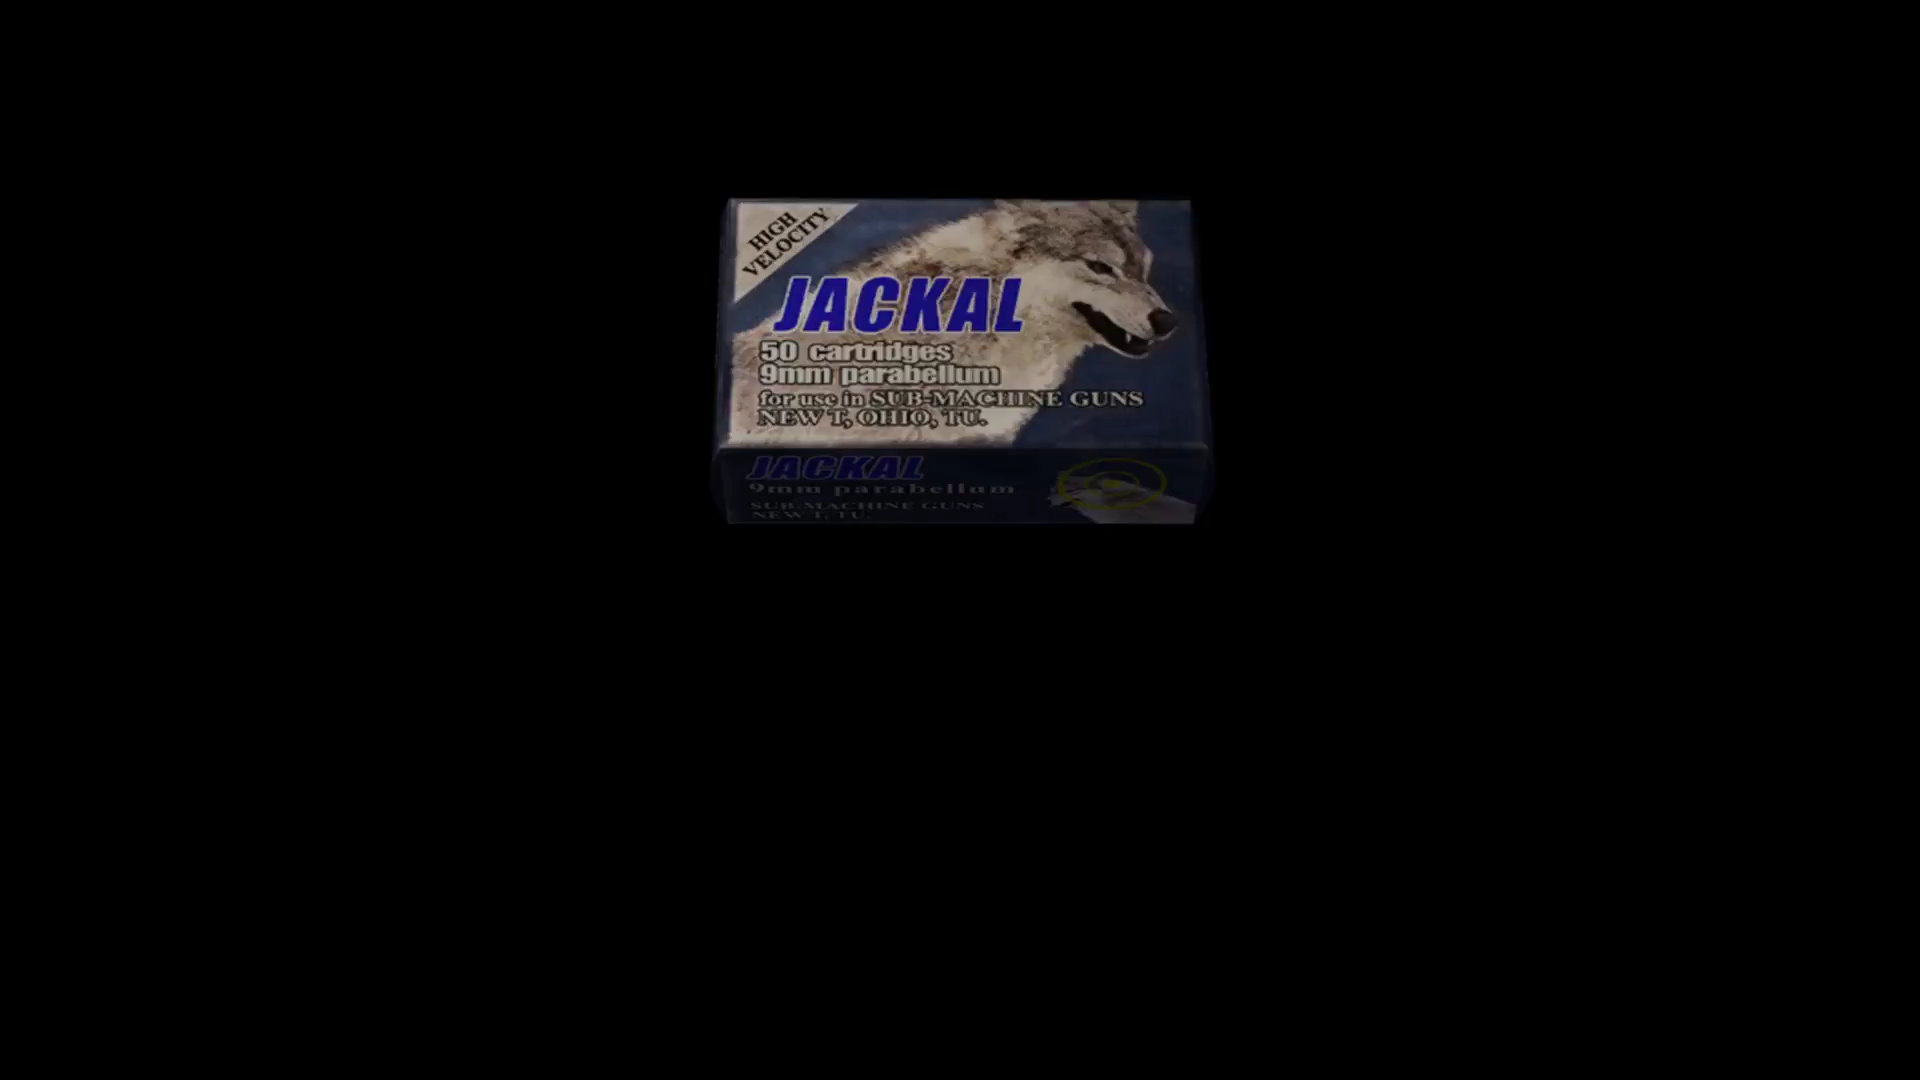 HIGH
VELOCITY
JACKAL
50 cartridges
9mm parabellum
for use in SUB-MACHINE GUNS
NEW T, OHIO, TU.
JACKAL
9mm parabellum
SUB-MACHINE GUNS
NEW T, TU.